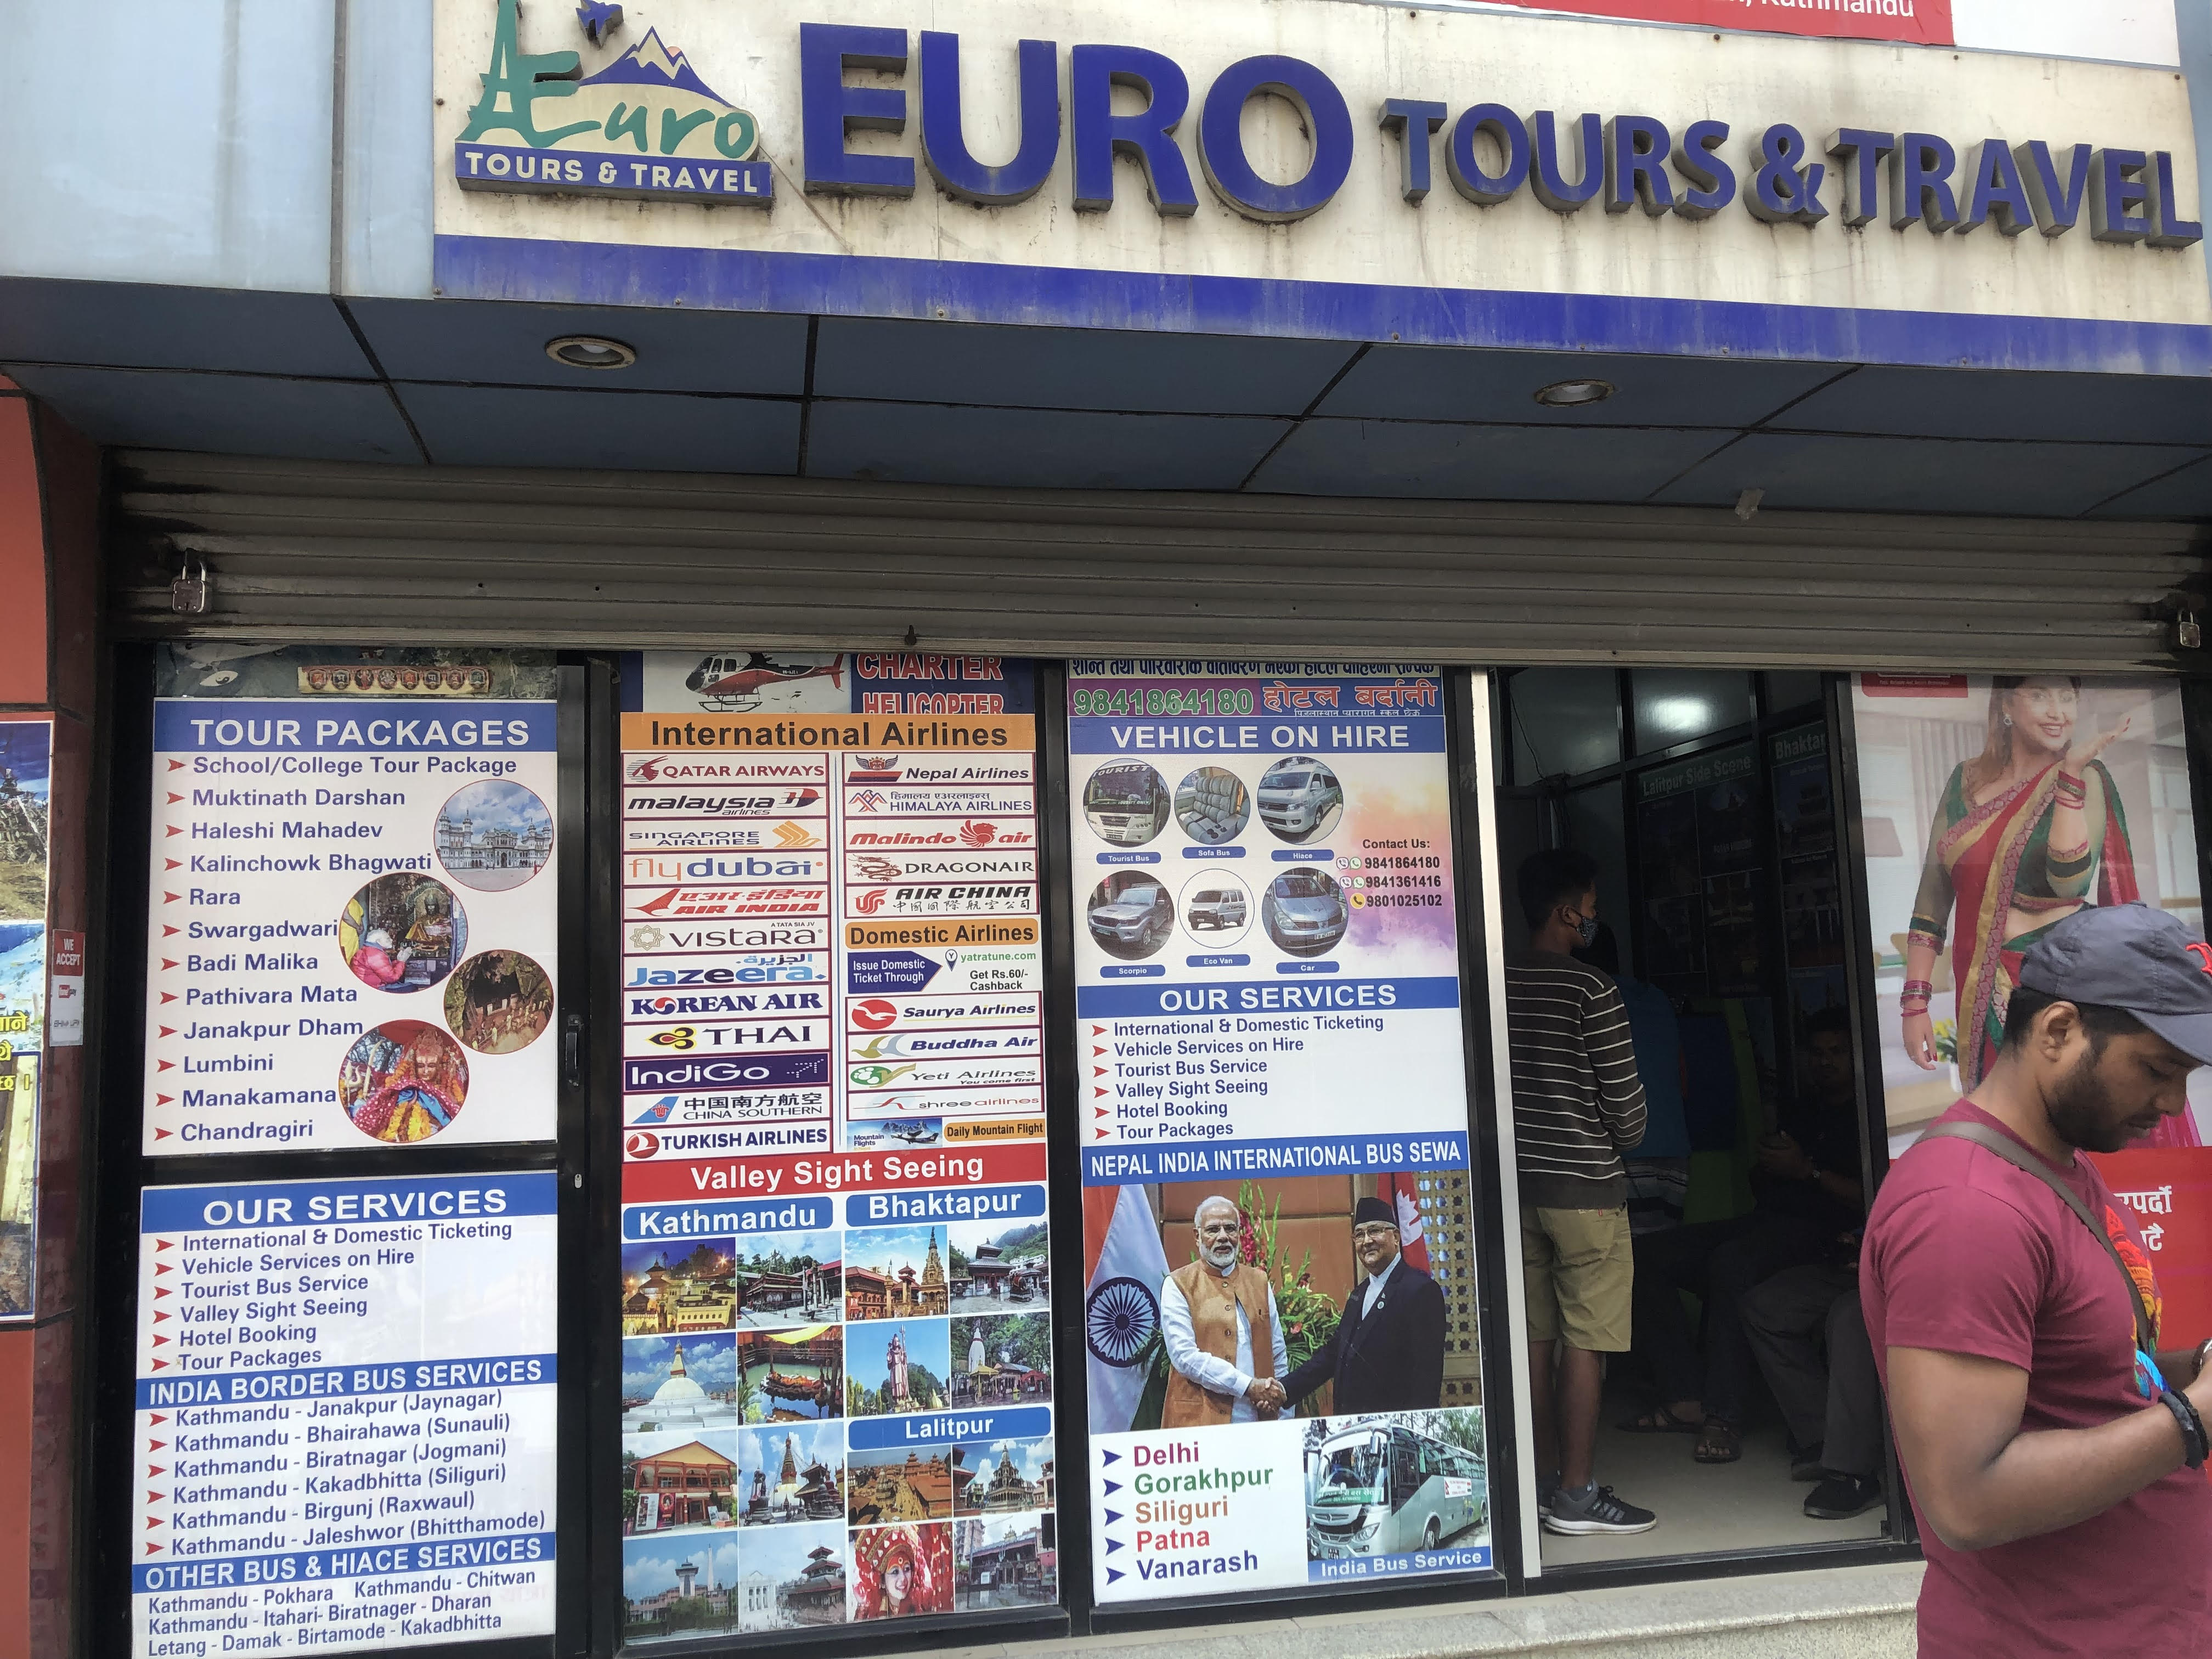 Kathmandu
Euro
TOURS & TRAVEL
EURO TOURS & TRAVEL
TOUR PACKAGES
School/College Tour Package
Muktinath Darshan
Haleshi Mahadev
Kalinchowk Bhagwati
Rara
Swargadwari
Badi Malika
Pathivara Mata
Janakpur Dham
Lumbini
Manakamana
Chandragiri
OUR SERVICES
International & Domestic Ticketing
Vehicle Services on Hire
Tourist Bus Service
Valley Sight Seeing
Hotel Booking
Tour Packages
INDIA BORDER BUS SERVICES
Kathmandu - Janakpur (Jaynagar)
Kathmandu - Bhairahawa (Sunauli)
Kathmandu - Biratnagar (Jogmani)
Kathmandu - Kakadbhitta (Siliguri)
Kathmandu - Birgunj (Raxwaul)
Kathmandu - Jaleshwor (Bhitthamode)
OTHER BUS & HIACE SERVICES
Kathmandu - Pokhara Kathmandu - Chitwan
Kathmandu - Itahari- Biratnager - Dharan
Letang - Damak - Birtamode - Kakadbhitta
WE
ACCEPT
CHARTER
HELICOPTER
International Airlines
QATAR AIRWAYS
malaysia
airlines
SINGAPORE
AIRLINES
flydubai
एअर इंडिया
AIR INDIA
A TATA SIA JV
VISTARA
الجزيرة
Jazeera
KOREAN AIR
THAI
IndiGo
中国南方航空
CHINA SOUTHERN
TURKISH AIRLINES
Nepal Airlines
हिमालय एअरलाइन्स
HIMALAYA AIRLINES
Malindo air
DRAGONAIR
AIR CHINA
中国国際航空公司
Domestic Airlines
Issue Domestic
Ticket Through
yatratune.com
Get Rs.60/-
Cashback
Saurya Airlines
Buddha Air
Yeti Airlines
You come first
shree airlines
Mountain
Flights
Daily Mountain Flight
Valley Sight Seeing
Kathmandu
Bhaktapur
Lalitpur
9841864180 होटल बर्दानी
VEHICLE ON HIRE
TOURIST
Tourist Bus
Sofa Bus
Hiace
Scorpio
Eco Van
Car
Contact Us:
9841864180
9841361416
9801025102
OUR SERVICES
International & Domestic Ticketing
Vehicle Services on Hire
Tourist Bus Service
Valley Sight Seeing
Hotel Booking
Tour Packages
NEPAL INDIA INTERNATIONAL BUS SEWA
Delhi
Gorakhpur
Siliguri
Patna
Vanarash
India Bus Service
Lalitpur Side Scene